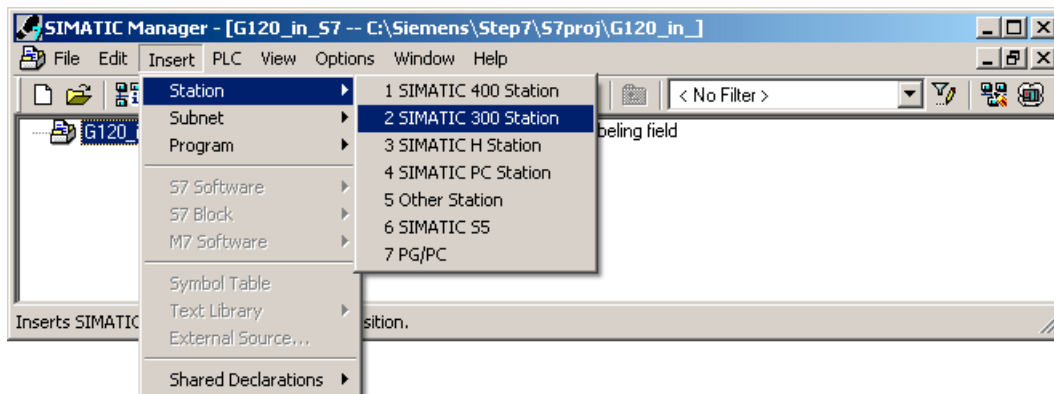 SIMATIC Manager - [G120_in_S7 -- C:\Siemens\Step7\S7proj\G120_in_]
File Edit Insert PLC View Options Window Help
< No Filter >
Station
Subnet
Program
S7 Software
S7 Block
M7 Software
Symbol Table
Text Library
External Source...
Shared Declarations
1 SIMATIC 400 Station
2 SIMATIC 300 Station
3 SIMATIC H Station
4 SIMATIC PC Station
5 Other Station
6 SIMATIC S5
7 PG/PC
G120_i
beling field
Inserts SIMATIC
sition.